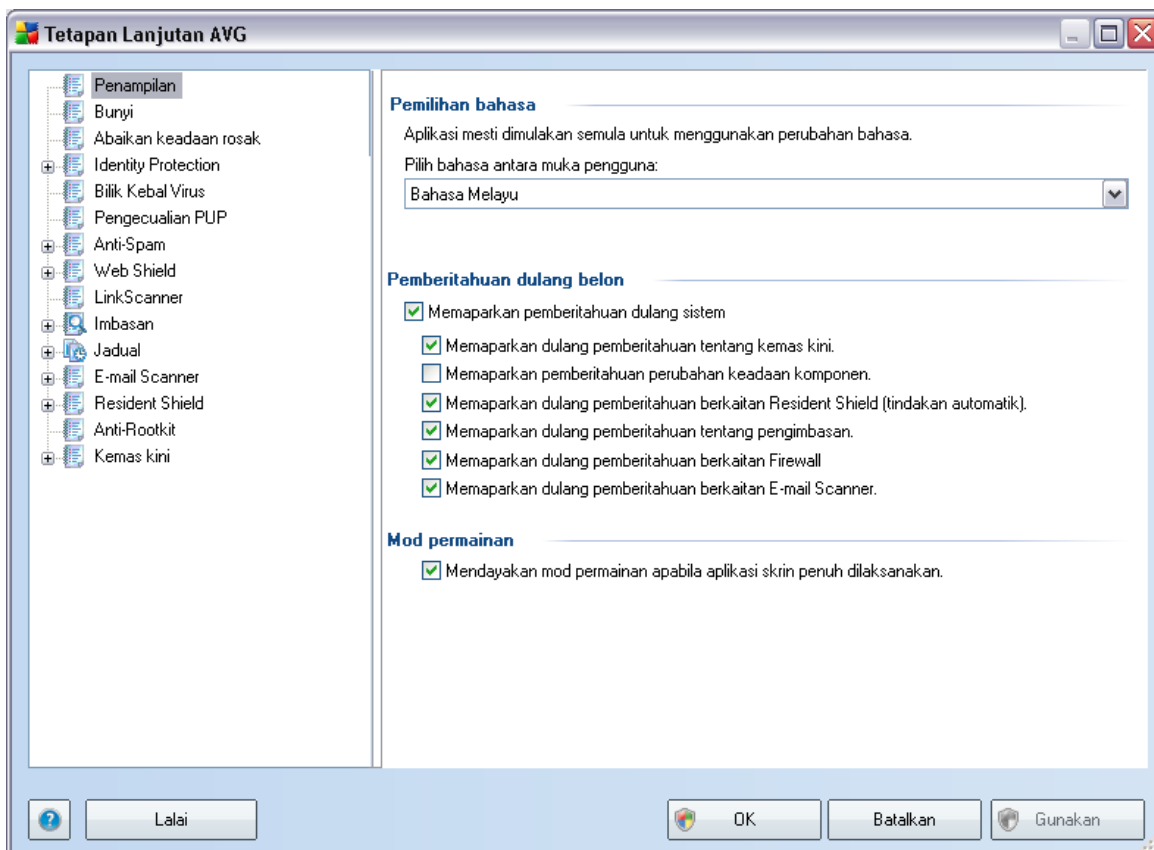 Tetapan Lanjutan AVG
Penampilan
Bunyi
Abaikan keadaan rosak
Identity Protection
Bilik Kebal Virus
Pengecualian PUP
Anti-Spam
Web Shield
LinkScanner
Imbasan
Jadual
E-mail Scanner
Resident Shield
Anti-Rootkit
Kemas kini
Pemilihan bahasa
Aplikasi mesti dimulakan semula untuk menggunakan perubahan bahasa.
Pilih bahasa antara muka pengguna:
Bahasa Melayu
Pemberitahuan dulang belon
Memaparkan pemberitahuan dulang sistem
Memaparkan dulang pemberitahuan tentang kemas kini.
Memaparkan pemberitahuan perubahan keadaan komponen.
Memaparkan dulang pemberitahuan berkaitan Resident Shield (tindakan automatik).
Memaparkan dulang pemberitahuan tentang pengimbasan.
Memaparkan dulang pemberitahuan berkaitan Firewall
Memaparkan dulang pemberitahuan berkaitan E-mail Scanner.
Mod permainan
Mendayakan mod permainan apabila aplikasi skrin penuh dilaksanakan.
Lalai
OK
Batalkan
Gunakan